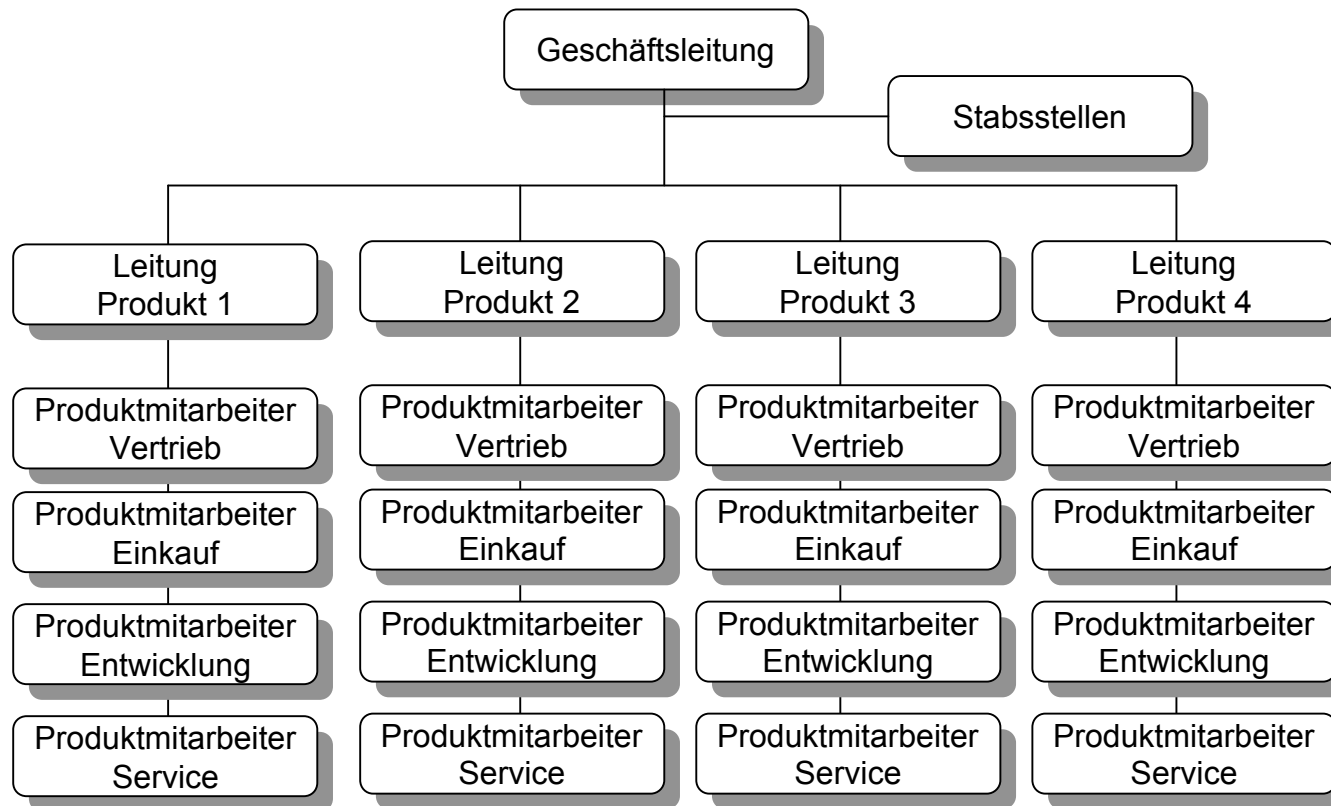 Geschäftsleitung
Stabsstellen
Leitung
Produkt 1
Leitung
Produkt 2
Leitung
Produkt 3
Leitung
Produkt 4
Produktmitarbeiter
Vertrieb
Produktmitarbeiter
Vertrieb
Produktmitarbeiter
Vertrieb
Produktmitarbeiter
Vertrieb
Produktmitarbeiter
Einkauf
Produktmitarbeiter
Einkauf
Produktmitarbeiter
Einkauf
Produktmitarbeiter
Einkauf
Produktmitarbeiter
Entwicklung
Produktmitarbeiter
Entwicklung
Produktmitarbeiter
Entwicklung
Produktmitarbeiter
Entwicklung
Produktmitarbeiter
Service
Produktmitarbeiter
Service
Produktmitarbeiter
Service
Produktmitarbeiter
Service